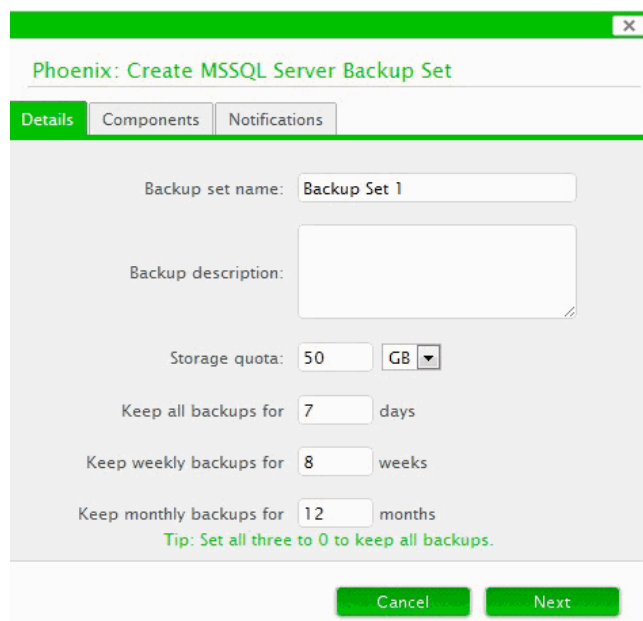 Phoenix: Create MSSQL Server Backup Set
Details Components Notifications
Backup set name: Backup Set 1
Backup description:
Storage quota: 50 GB
Keep all backups for 7 days
Keep weekly backups for 8 weeks
Keep monthly backups for 12 months
Tip: Set all three to 0 to keep all backups.
Cancel Next